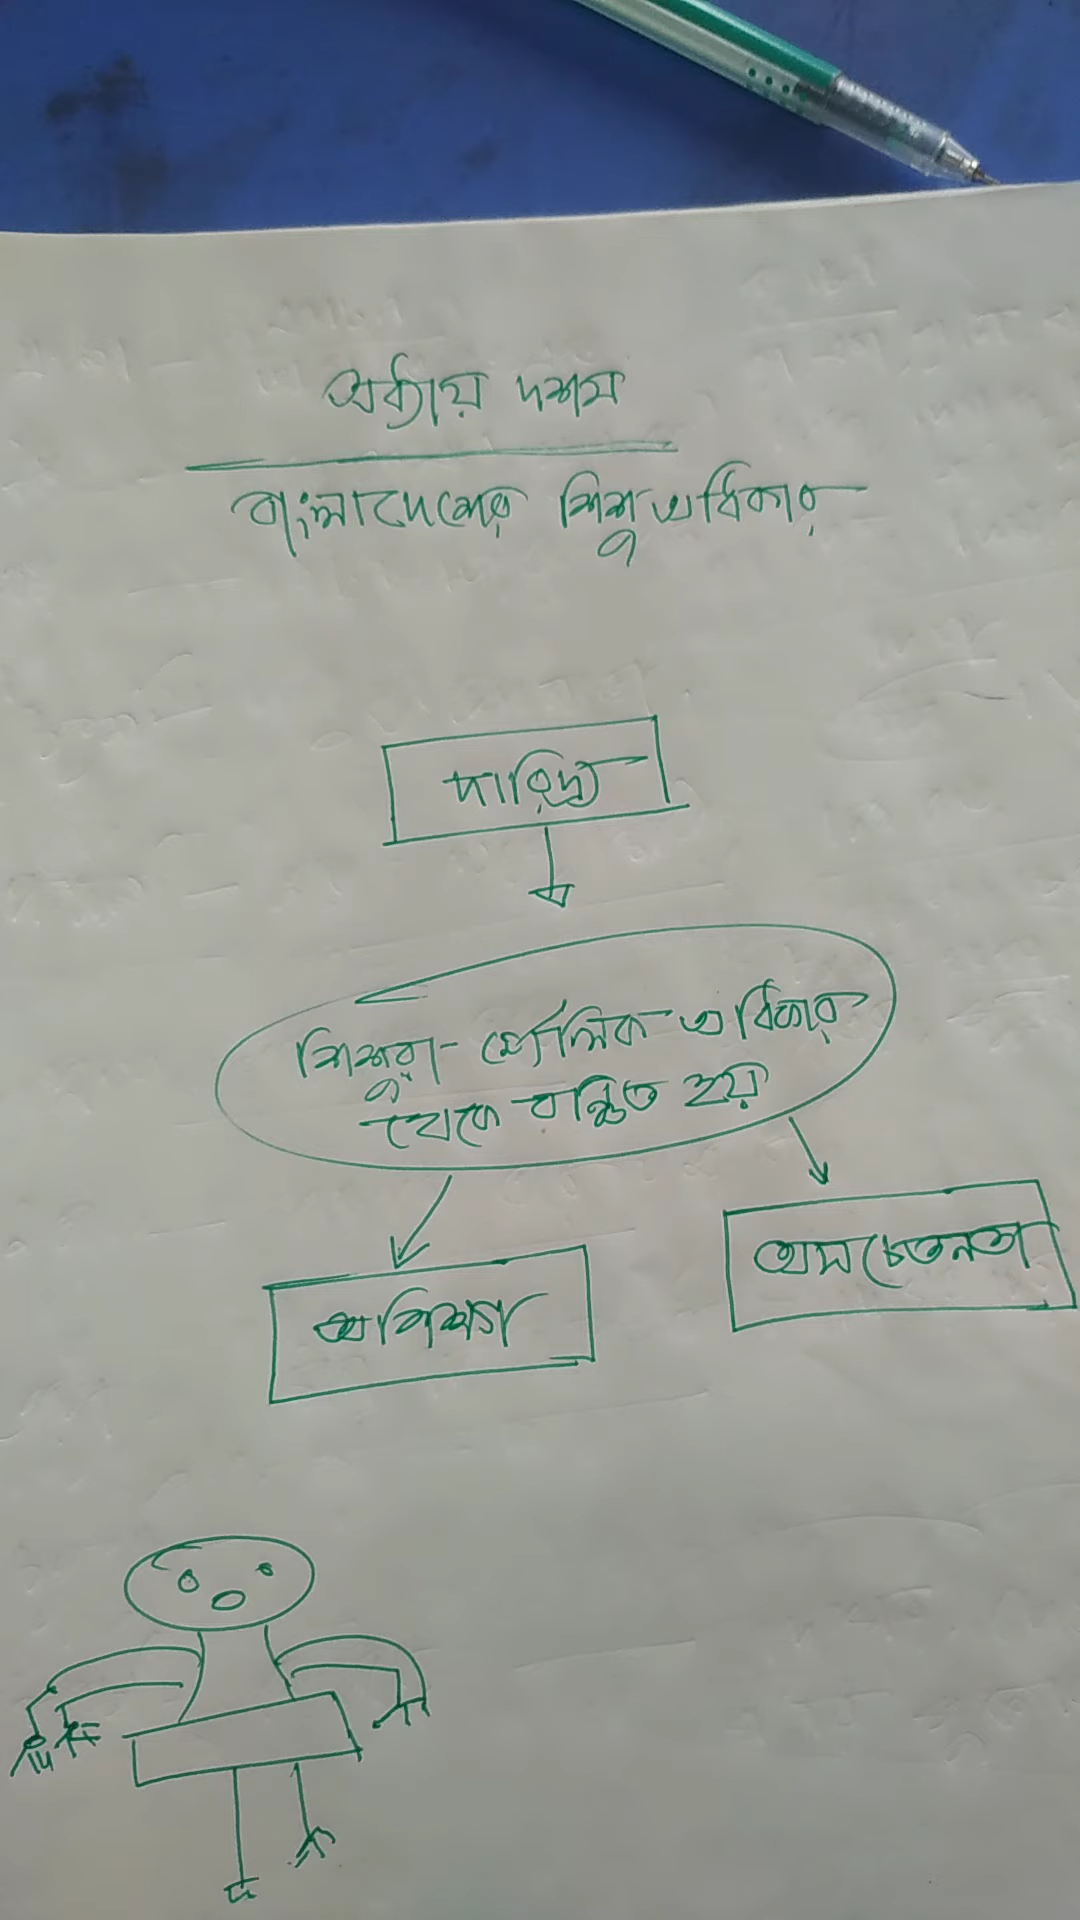 অধ্যায় দশম
বাংলাদেশের শিশু অধিকার
দারিদ্র্য
শিশুরা মৌলিক অধিকার
থেকে বঞ্চিত হয়
অশিক্ষা
অসচেতনতা